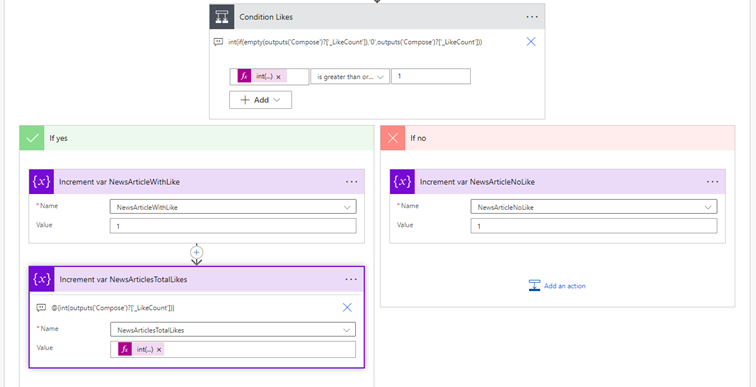 Condition Likes
int(if(empty(outputs('Compose')?['_LikeCount']),'0',outputs('Compose')?['_LikeCount']))
fx int(...) × is greater than or... 1
+ Add
If yes
If no
{x} Increment var NewsArticleWithLike
{x} Increment var NewsArticleNoLike
* Name NewsArticleWithLike
* Name NewsArticleNoLike
Value 1
Value 1
{x} Increment var NewsArticlesTotalLikes
Add an action
@{int(outputs('Compose')?['_LikeCount'])}
* Name NewsArticlesTotalLikes
Value fx int(...) ×